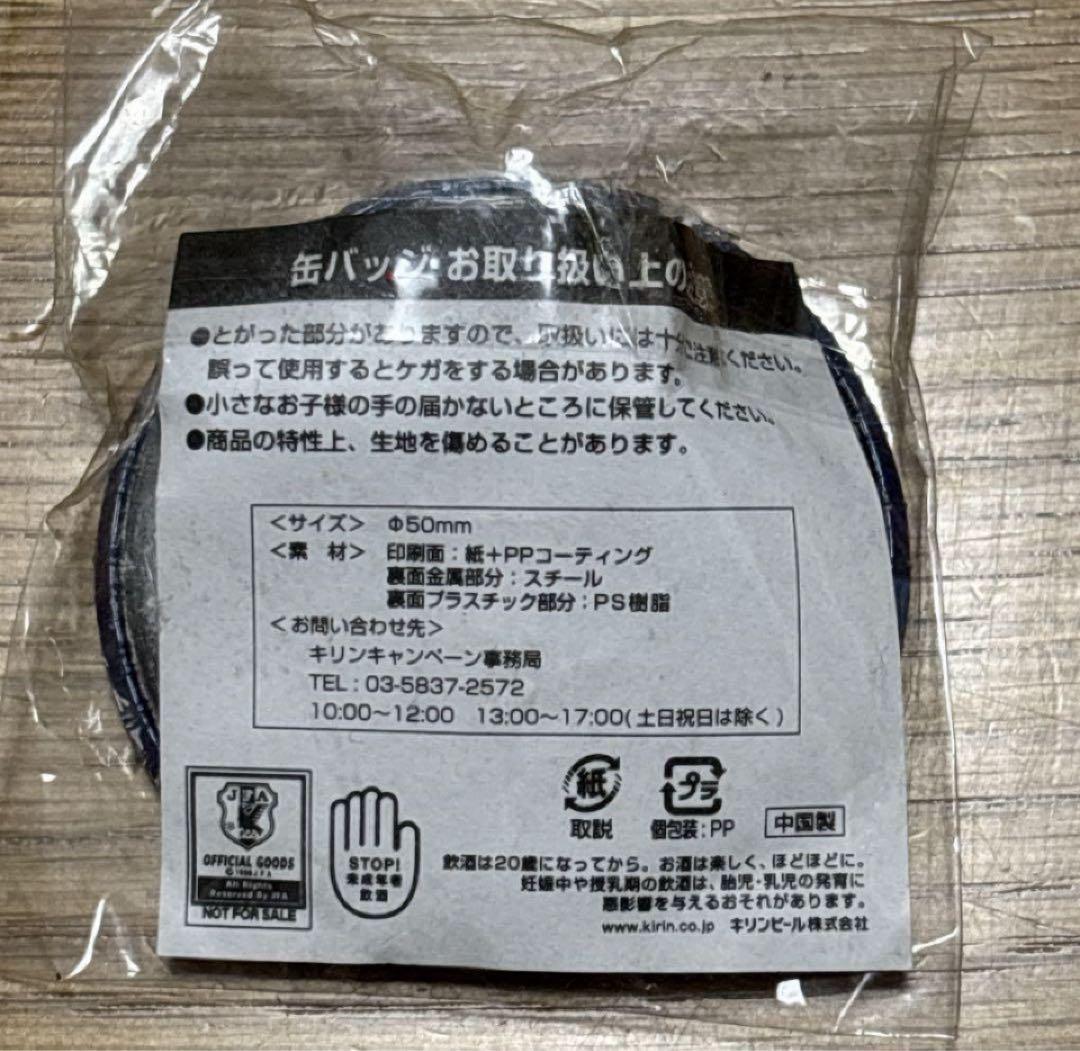 缶バッジ・お取り扱い上の
●とがった部分がありますので、取扱いには十分ご注意ください。
誤って使用するとケガをする場合があります。
●小さなお子様の手の届かないところに保管してください。
●商品の特性上、生地を傷めることがあります。
<サイズ> Φ50mm
<素 材> 印刷面：紙＋PPコーティング
裏面金属部分：スチール
裏面プラスチック部分：PS樹脂
<お問い合わせ先>
キリンキャンペーン事務局
TEL：03-5837-2572
10:00～12:00 13:00～17:00(土日祝日は除く)
JFA
OFFICIAL GOODS
All Rights
Reserved By JFA
NOT FOR SALE
STOP!
未成年者
飲酒
紙
取説
プラ
個包装：PP
中国製
飲酒は20歳になってから。お酒は楽しく、ほどほどに。
妊娠中や授乳期の飲酒は、胎児・乳児の発育に
悪影響を与えるおそれがあります。
www.kirin.co.jp キリンビール株式会社